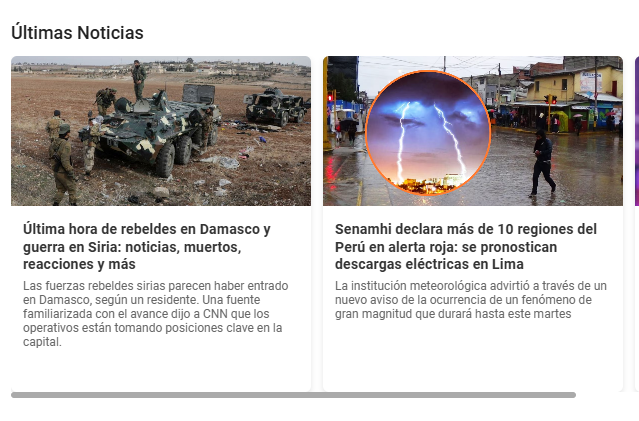 Últimas Noticias
Última hora de rebeldes en Damasco y
guerra en Siria: noticias, muertos,
reacciones y más
Las fuerzas rebeldes sirias parecen haber entrado
en Damasco, según un residente. Una fuente
familiarizada con el avance dijo a CNN que los
operativos están tomando posiciones clave en la
capital.
Senamhi declara más de 10 regiones del
Perú en alerta roja: se pronostican
descargas eléctricas en Lima
La institución meteorológica advirtió a través de un
nuevo aviso de la ocurrencia de un fenómeno de
gran magnitud que durará hasta este martes